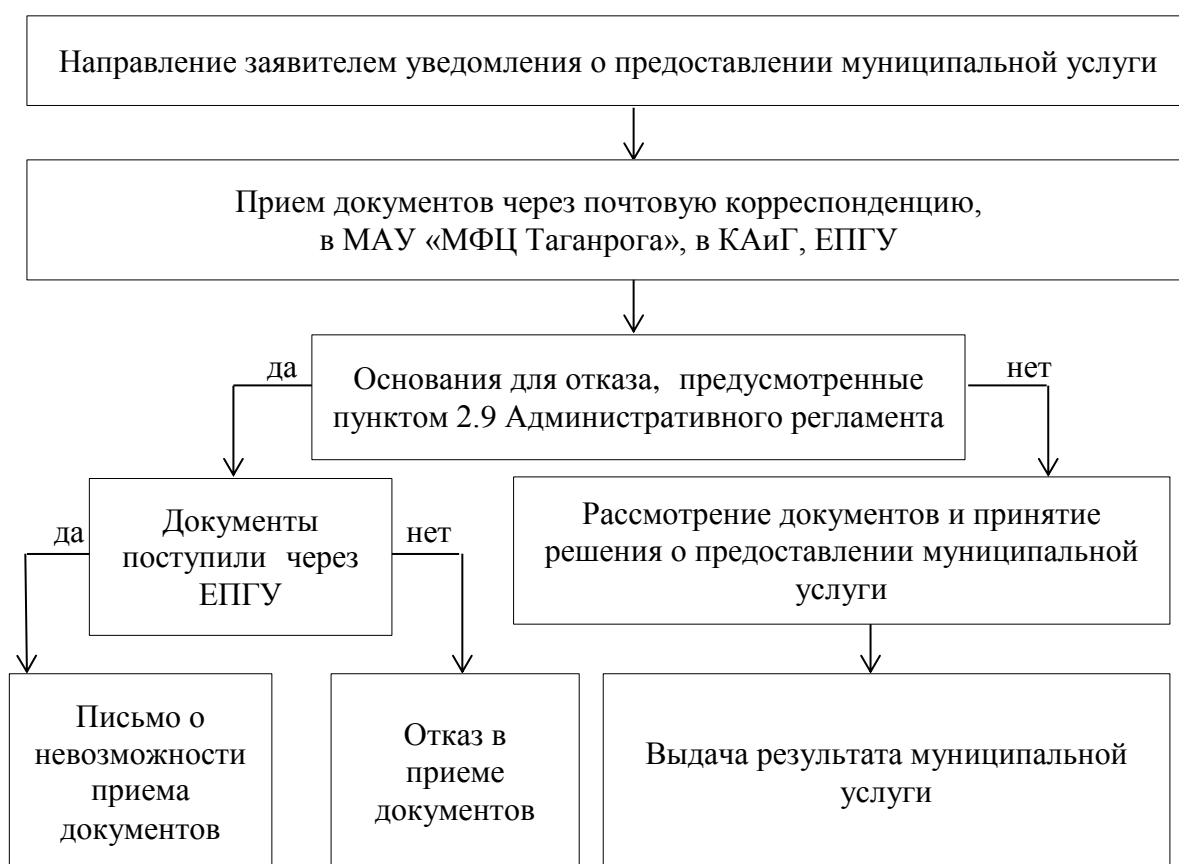 Направление заявителем уведомления о предоставлении муниципальной услуги
Прием документов через почтовую корреспонденцию,
в МАУ «МФЦ Таганрога», в КАиГ, ЕПГУ
да
Основания для отказа, предусмотренные
пунктом 2.9 Административного регламента
нет
да
Документы
поступили через
ЕПГУ
нет
Рассмотрение документов и принятие
решения о предоставлении муниципальной
услуги
Письмо о
невозможности
приема
документов
Отказ в
приеме
документов
Выдача результата муниципальной
услуги